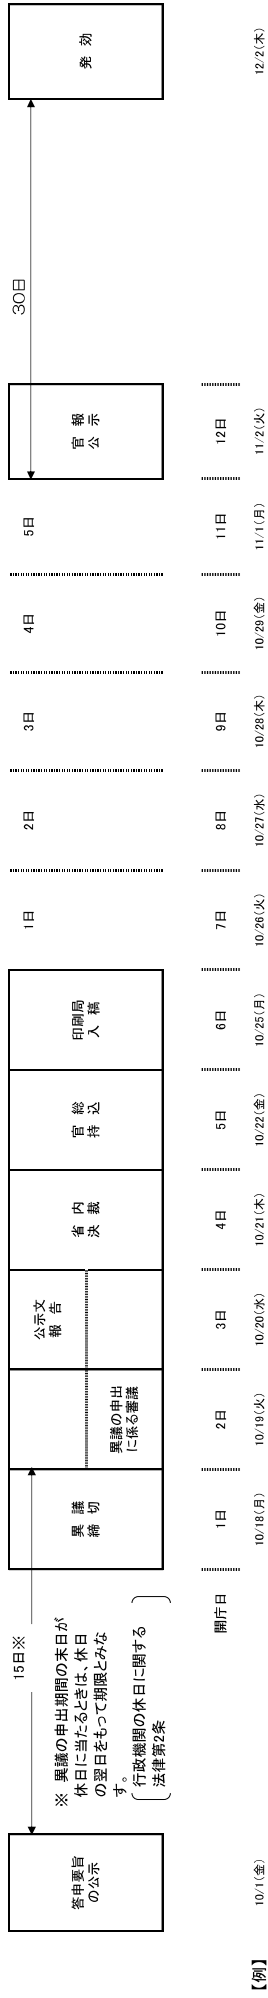 答申要旨
の公示
15日※
※ 異議の申出期間の末日が
休日に当たるときは、休日
の翌日をもって期限とみな
す。
行政機関の休日に関する
法律第2条
異 議
締 切
異議の申出
に係る審議
公示文
報 告
省 内
決 裁
官 総
持 込
印刷局
入 稿
1日
2日
3日
4日
5日
官 報
公 示
30日
発 効
開庁日
1日
2日
3日
4日
5日
6日
7日
8日
9日
10日
11日
12日
【例】
10/1(金)
10/18(月)
10/19(火)
10/20(水)
10/21(木)
10/22(金)
10/25(月)
10/26(火)
10/27(水)
10/28(木)
10/29(金)
11/1(月)
11/2(火)
12/2(木)